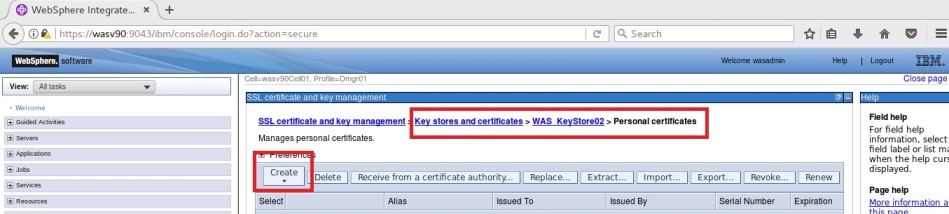 WebSphere Integrate...
https://wasv90:9043/ibm/console/login.do?action=secure
Search
WebSphere. software
Welcome wasadmin
Help | Logout
IBM.
Cell=wasv90Cell01, Profile=Dmgr01
Close page
View: All tasks
Welcome
Guided Activities
Servers
Applications
Jobs
Services
Resources
SSL certificate and key management
SSL certificate and key management > Key stores and certificates > WAS_KeyStore02 > Personal certificates
Manages personal certificates.
Preferences
Create Delete Receive from a certificate authority... Replace... Extract... Import... Export... Revoke... Renew
Select Alias Issued To Issued By Serial Number Expiration
Help
Field help
For field help
information, select
field label or list ma
when the help curs
displayed.
Page help
More information a
this page